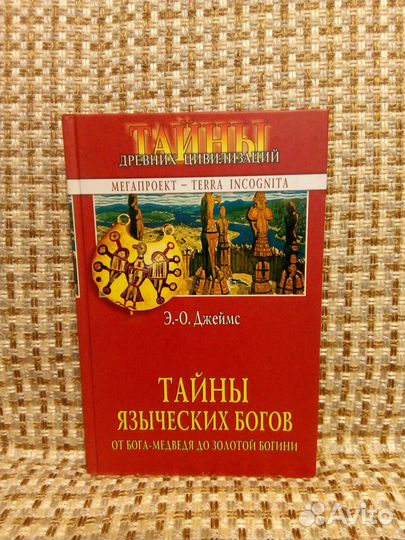 ТАЙНЫ
ДРЕВНИХ ЦИВИЛИЗАЦИЙ
МЕГАПРОЕКТ – TERRA INCOGNITA
Э.-О. Джеймс
ТАЙНЫ
ЯЗЫЧЕСКИХ БОГОВ
ОТ БОГА-МЕДВЕДЯ ДО ЗОЛОТОЙ БОГИНИ
Avito